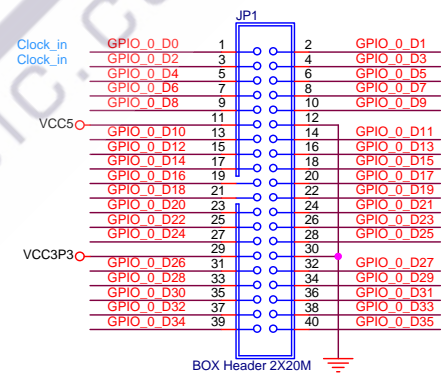 JP1
Clock_in GPIO_0_D0 1 2 GPIO_0_D1
Clock_in GPIO_0_D2 3 4 GPIO_0_D3
GPIO_0_D4 5 6 GPIO_0_D5
GPIO_0_D6 7 8 GPIO_0_D7
GPIO_0_D8 9 10 GPIO_0_D9
VCC5 11 12
GPIO_0_D10 13 14 GPIO_0_D11
GPIO_0_D12 15 16 GPIO_0_D13
GPIO_0_D14 17 18 GPIO_0_D15
GPIO_0_D16 19 20 GPIO_0_D17
GPIO_0_D18 21 22 GPIO_0_D19
GPIO_0_D20 23 24 GPIO_0_D21
GPIO_0_D22 25 26 GPIO_0_D23
GPIO_0_D24 27 28 GPIO_0_D25
VCC3P3 29 30
GPIO_0_D26 31 32 GPIO_0_D27
GPIO_0_D28 33 34 GPIO_0_D29
GPIO_0_D30 35 36 GPIO_0_D31
GPIO_0_D32 37 38 GPIO_0_D33
GPIO_0_D34 39 40 GPIO_0_D35
BOX Header 2X20M